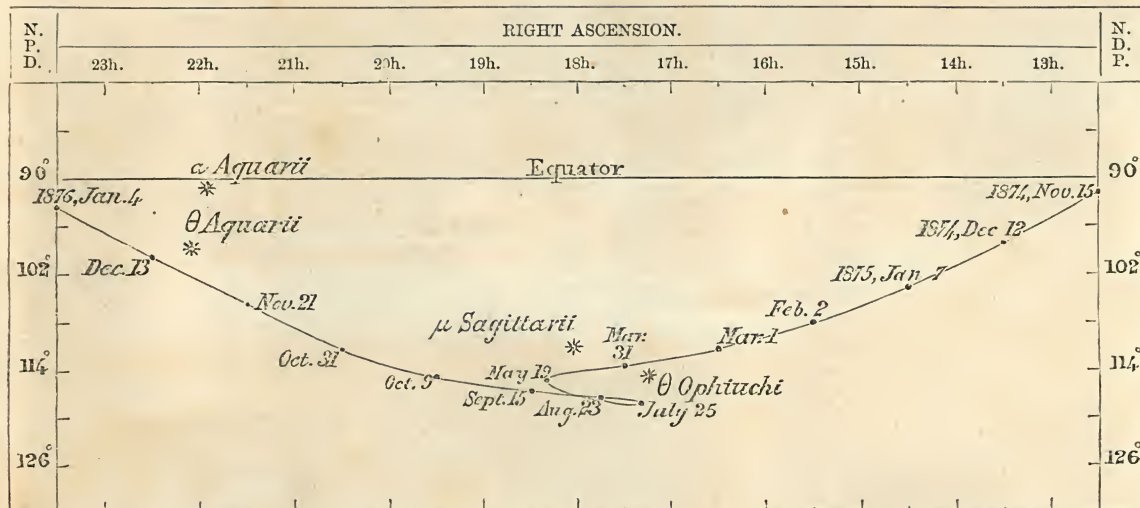 N. P. D.
RIGHT ASCENSION.
N. D. P.
23h. 22h. 21h. 20h. 19h. 18h. 17h. 16h. 15h. 14h. 13h.
α Aquarii
Equator
90° 90°
1876, Jan. 4
1874, Nov. 15
θ Aquarii
1874, Dec 12
Dec. 13
102° 102°
1875, Jan. 7
Nov. 21
Feb. 2
μ Sagittarii
Mar. 31
Mar. 1
Oct. 31
114° 114°
May 19
θ Ophiuchi
Oct. 9
Sept. 15
Aug. 23
July 25
126° 126°